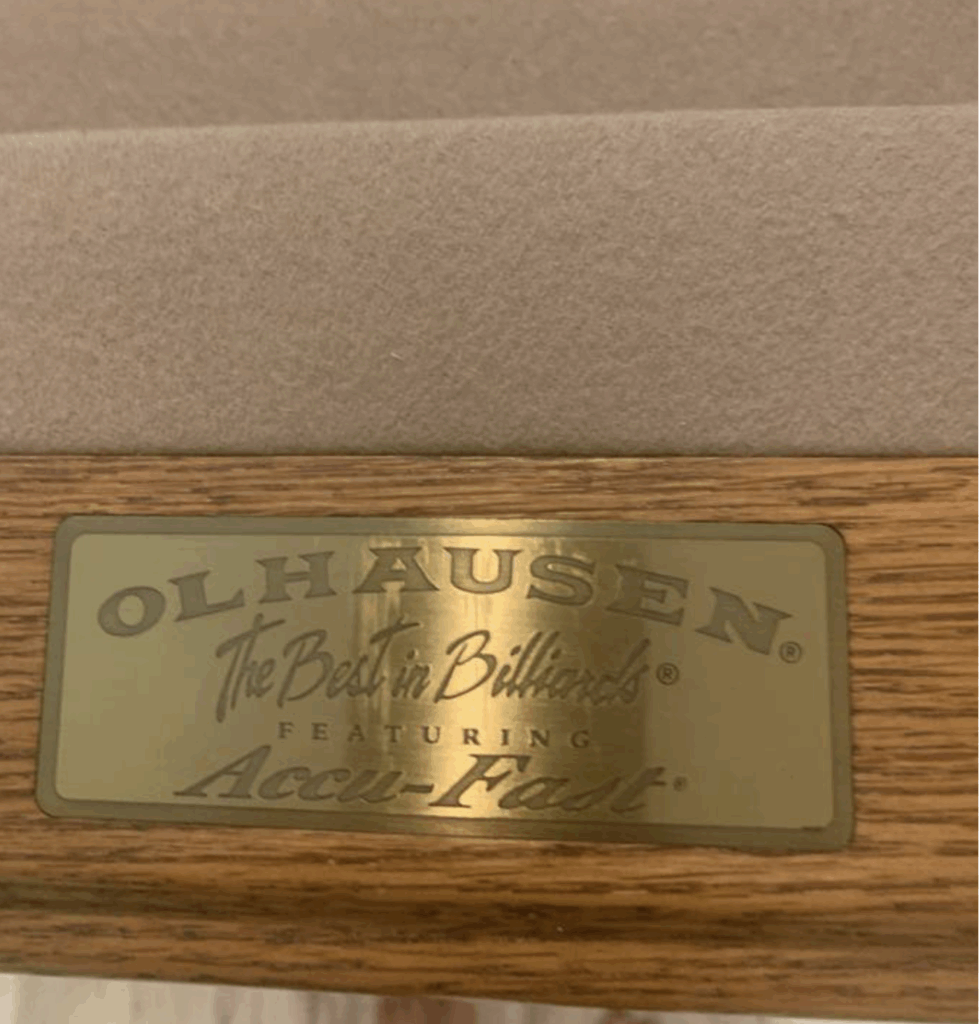 OLHAUSEN®
The Best in Billiards®
FEATURING
Accu-Fast®